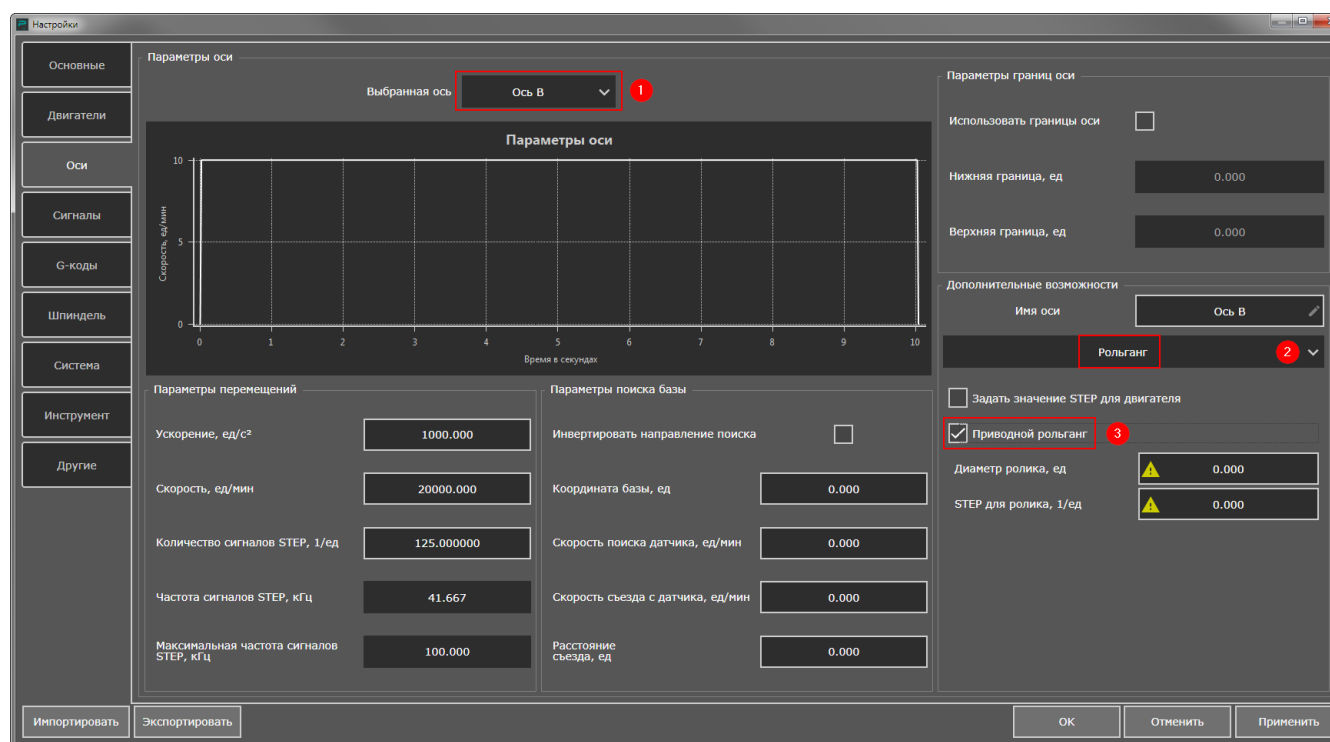 Настройки
Основные
Двигатели
Оси
Сигналы
G-коды
Шпиндель
Система
Инструмент
Другие
Параметры оси
Выбранная ось
Ось B
1
Параметры оси
Скорость, ед/мин
10
5
0
0 1 2 3 4 5 6 7 8 9 10
Время в секундах
Параметры перемещений
Ускорение, ед/с² 1000.000
Скорость, ед/мин 20000.000
Количество сигналов STEP, 1/ед 125.000000
Частота сигналов STEP, кГц 41.667
Максимальная частота сигналов
STEP, кГц
100.000
Параметры поиска базы
Инвертировать направление поиска
Координата базы, ед 0.000
Скорость поиска датчика, ед/мин 0.000
Скорость съезда с датчика, ед/мин 0.000
Расстояние
съезда, ед
0.000
Параметры границ оси
Использовать границы оси
Нижняя граница, ед 0.000
Верхняя граница, ед 0.000
Дополнительные возможности
Имя оси Ось B
Рольганг 2
Задать значение STEP для двигателя
Приводной рольганг 3
Диаметр ролика, ед 0.000
STEP для ролика, 1/ед 0.000
Импортировать Экспортировать OK Отменить Применить